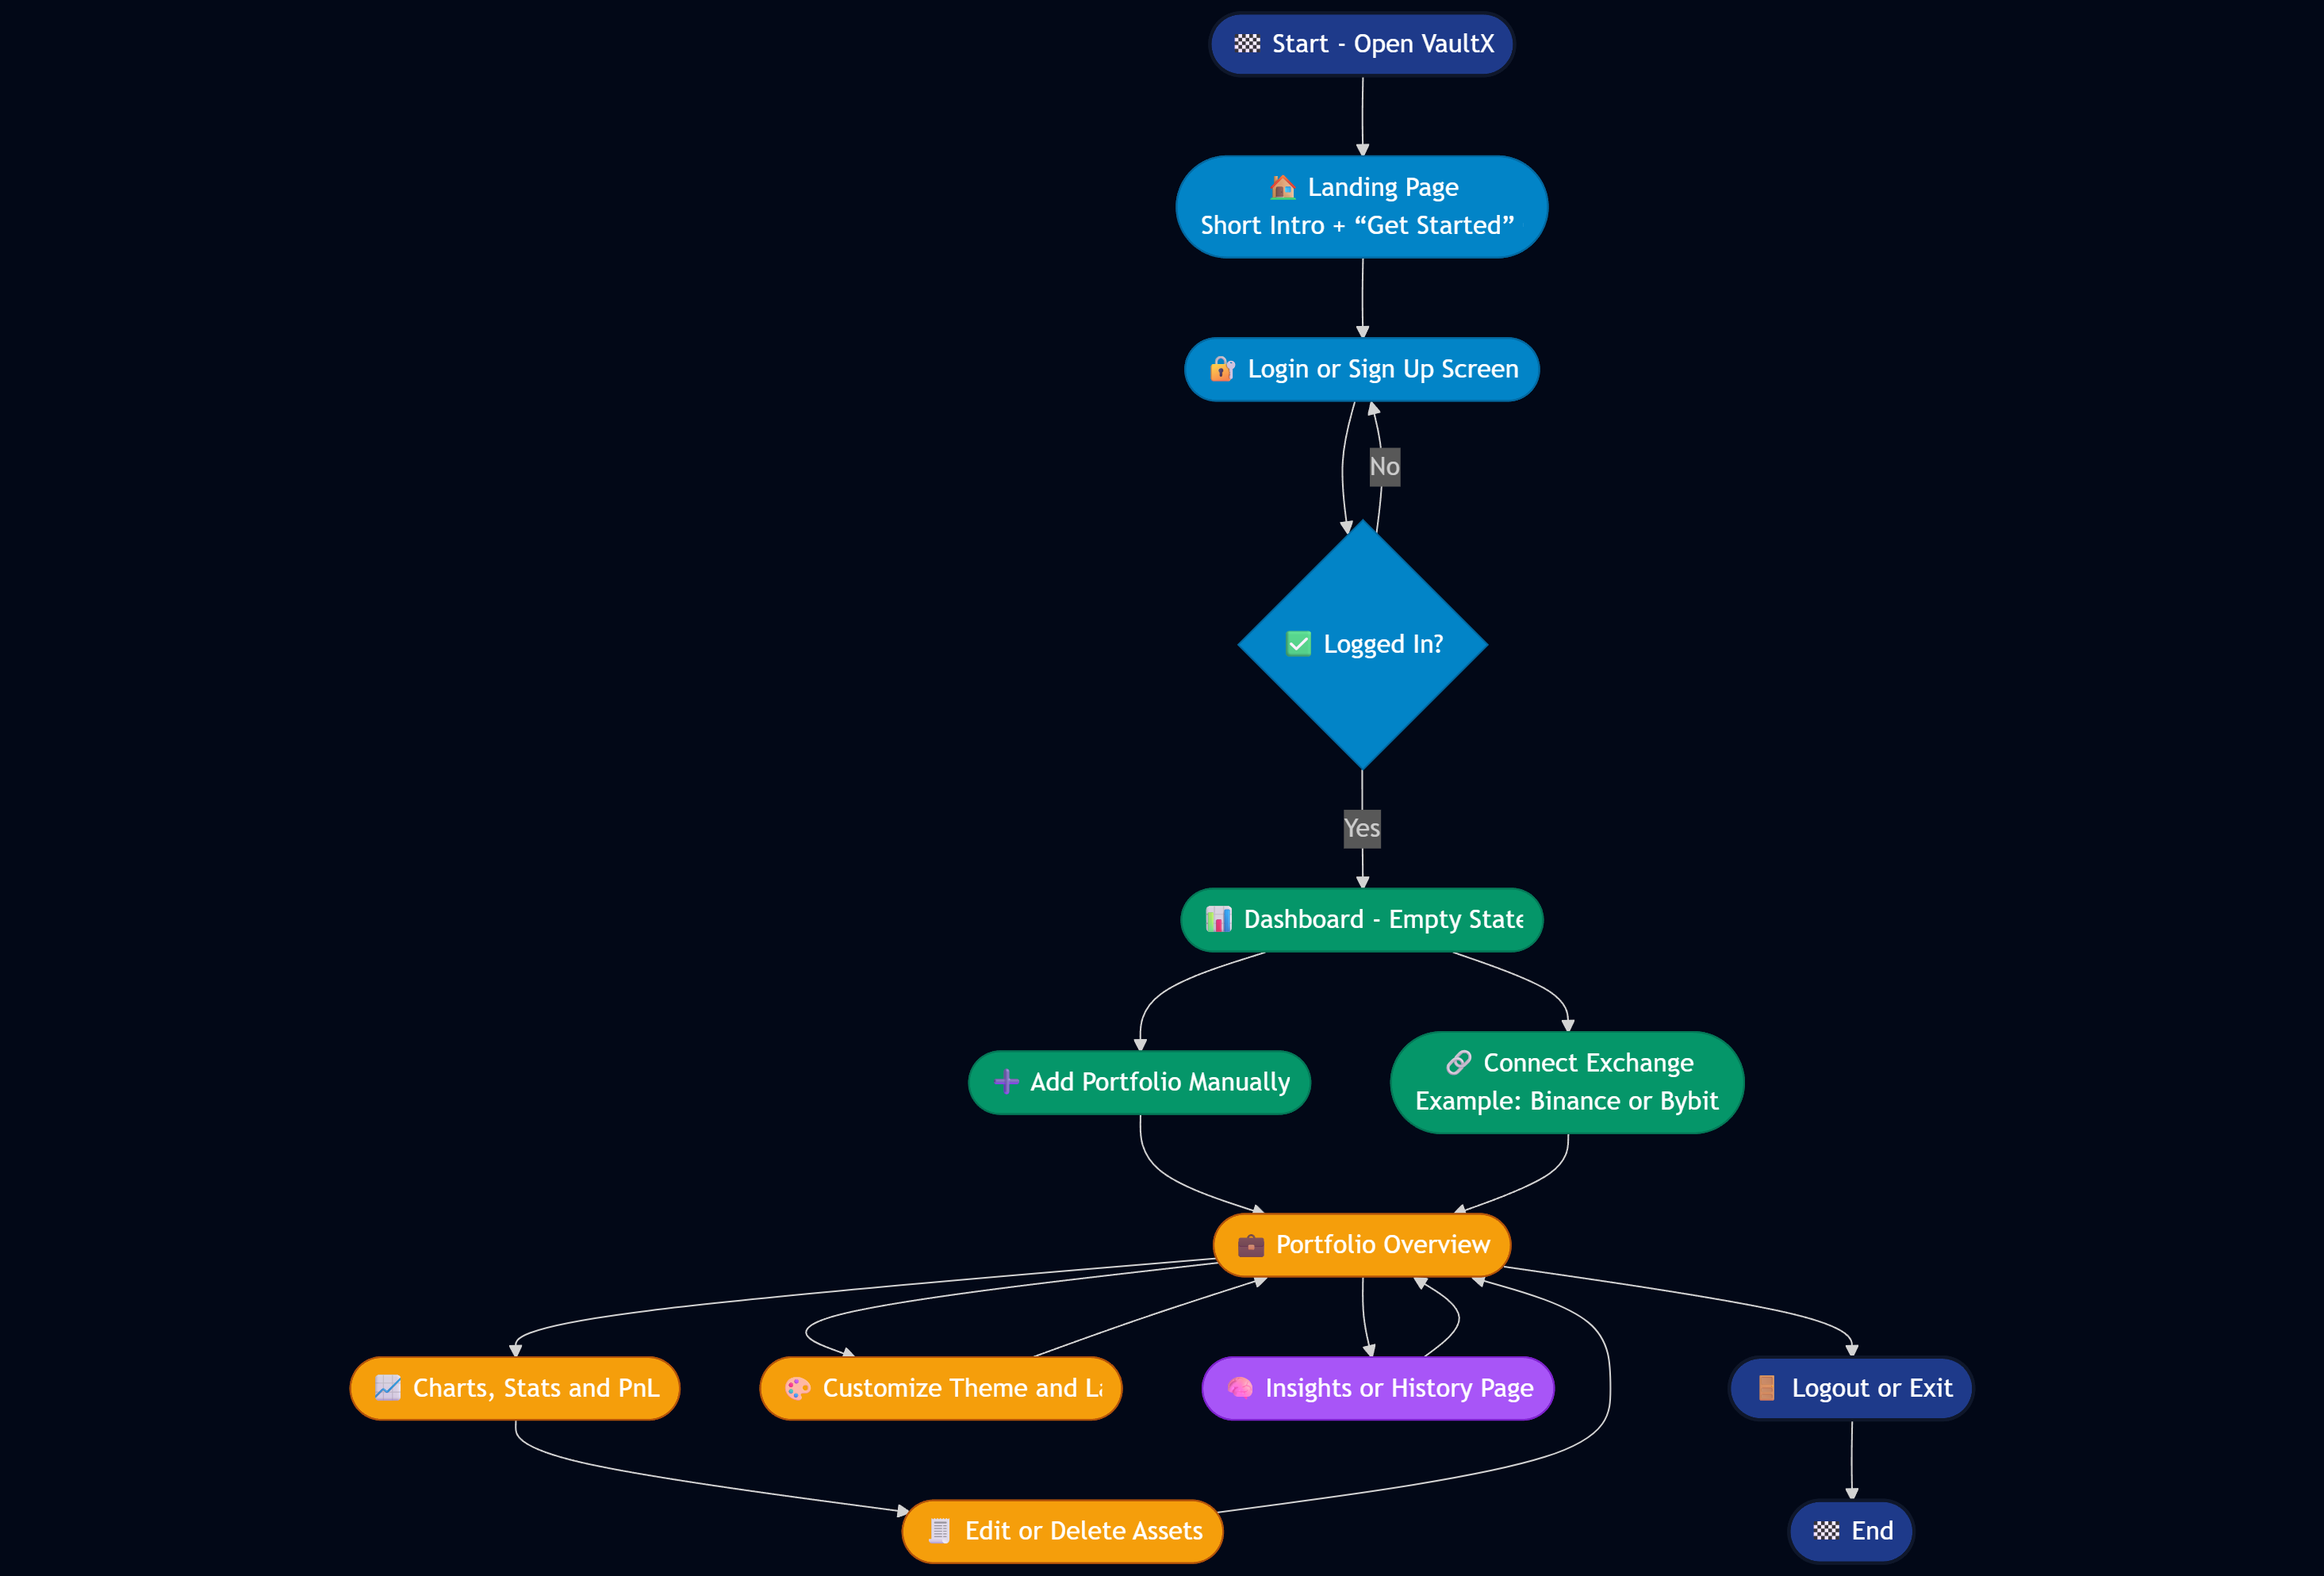 Start - Open VaultX
Landing Page
Short Intro + “Get Started”
Login or Sign Up Screen
No
Logged In?
Yes
Dashboard - Empty State
Add Portfolio Manually
Connect Exchange
Example: Binance or Bybit
Portfolio Overview
Charts, Stats and PnL
Customize Theme and
Insights or History Page
Logout or Exit
Edit or Delete Assets
End